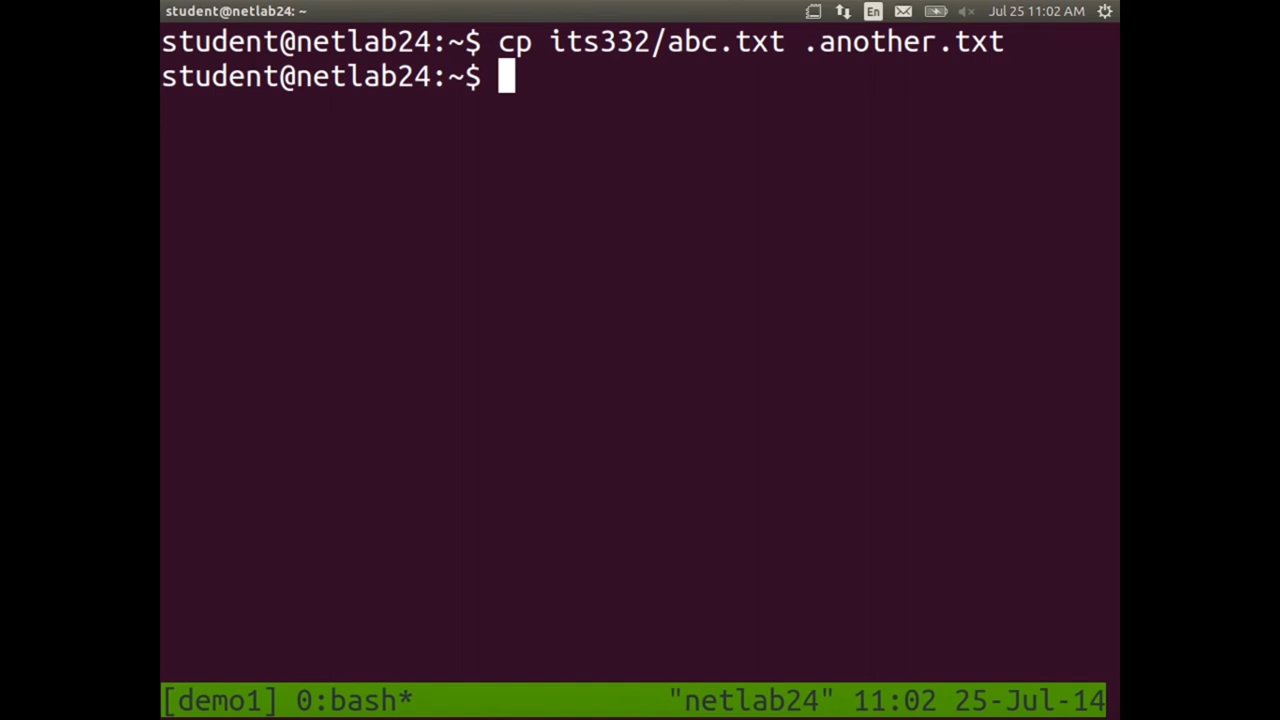 student@netlab24: ~ En Jul 25 11:02 AM
student@netlab24:~$ cp its332/abc.txt .another.txt
student@netlab24:~$
[demo1] 0:bash* "netlab24" 11:02 25-Jul-14